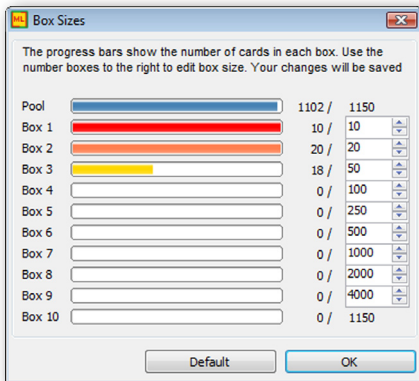 ML Box Sizes
The progress bars show the number of cards in each box. Use the
number boxes to the right to edit box size. Your changes will be saved
Pool 1102 / 1150
Box 1 10 / 10
Box 2 20 / 20
Box 3 18 / 50
Box 4 0 / 100
Box 5 0 / 250
Box 6 0 / 500
Box 7 0 / 1000
Box 8 0 / 2000
Box 9 0 / 4000
Box 10 0 / 1150
Default OK